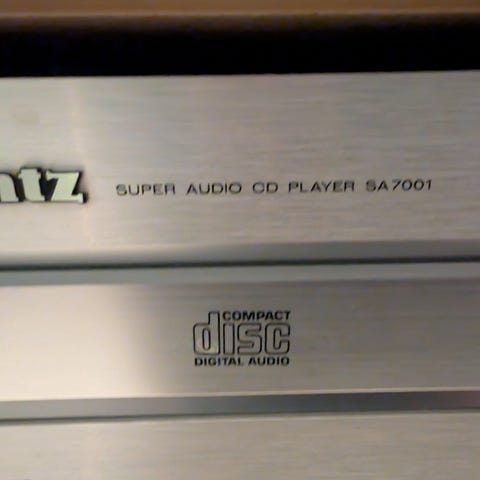 ntz SUPER AUDIO CD PLAYER SA7001
COMPACT
disc
DIGITAL AUDIO